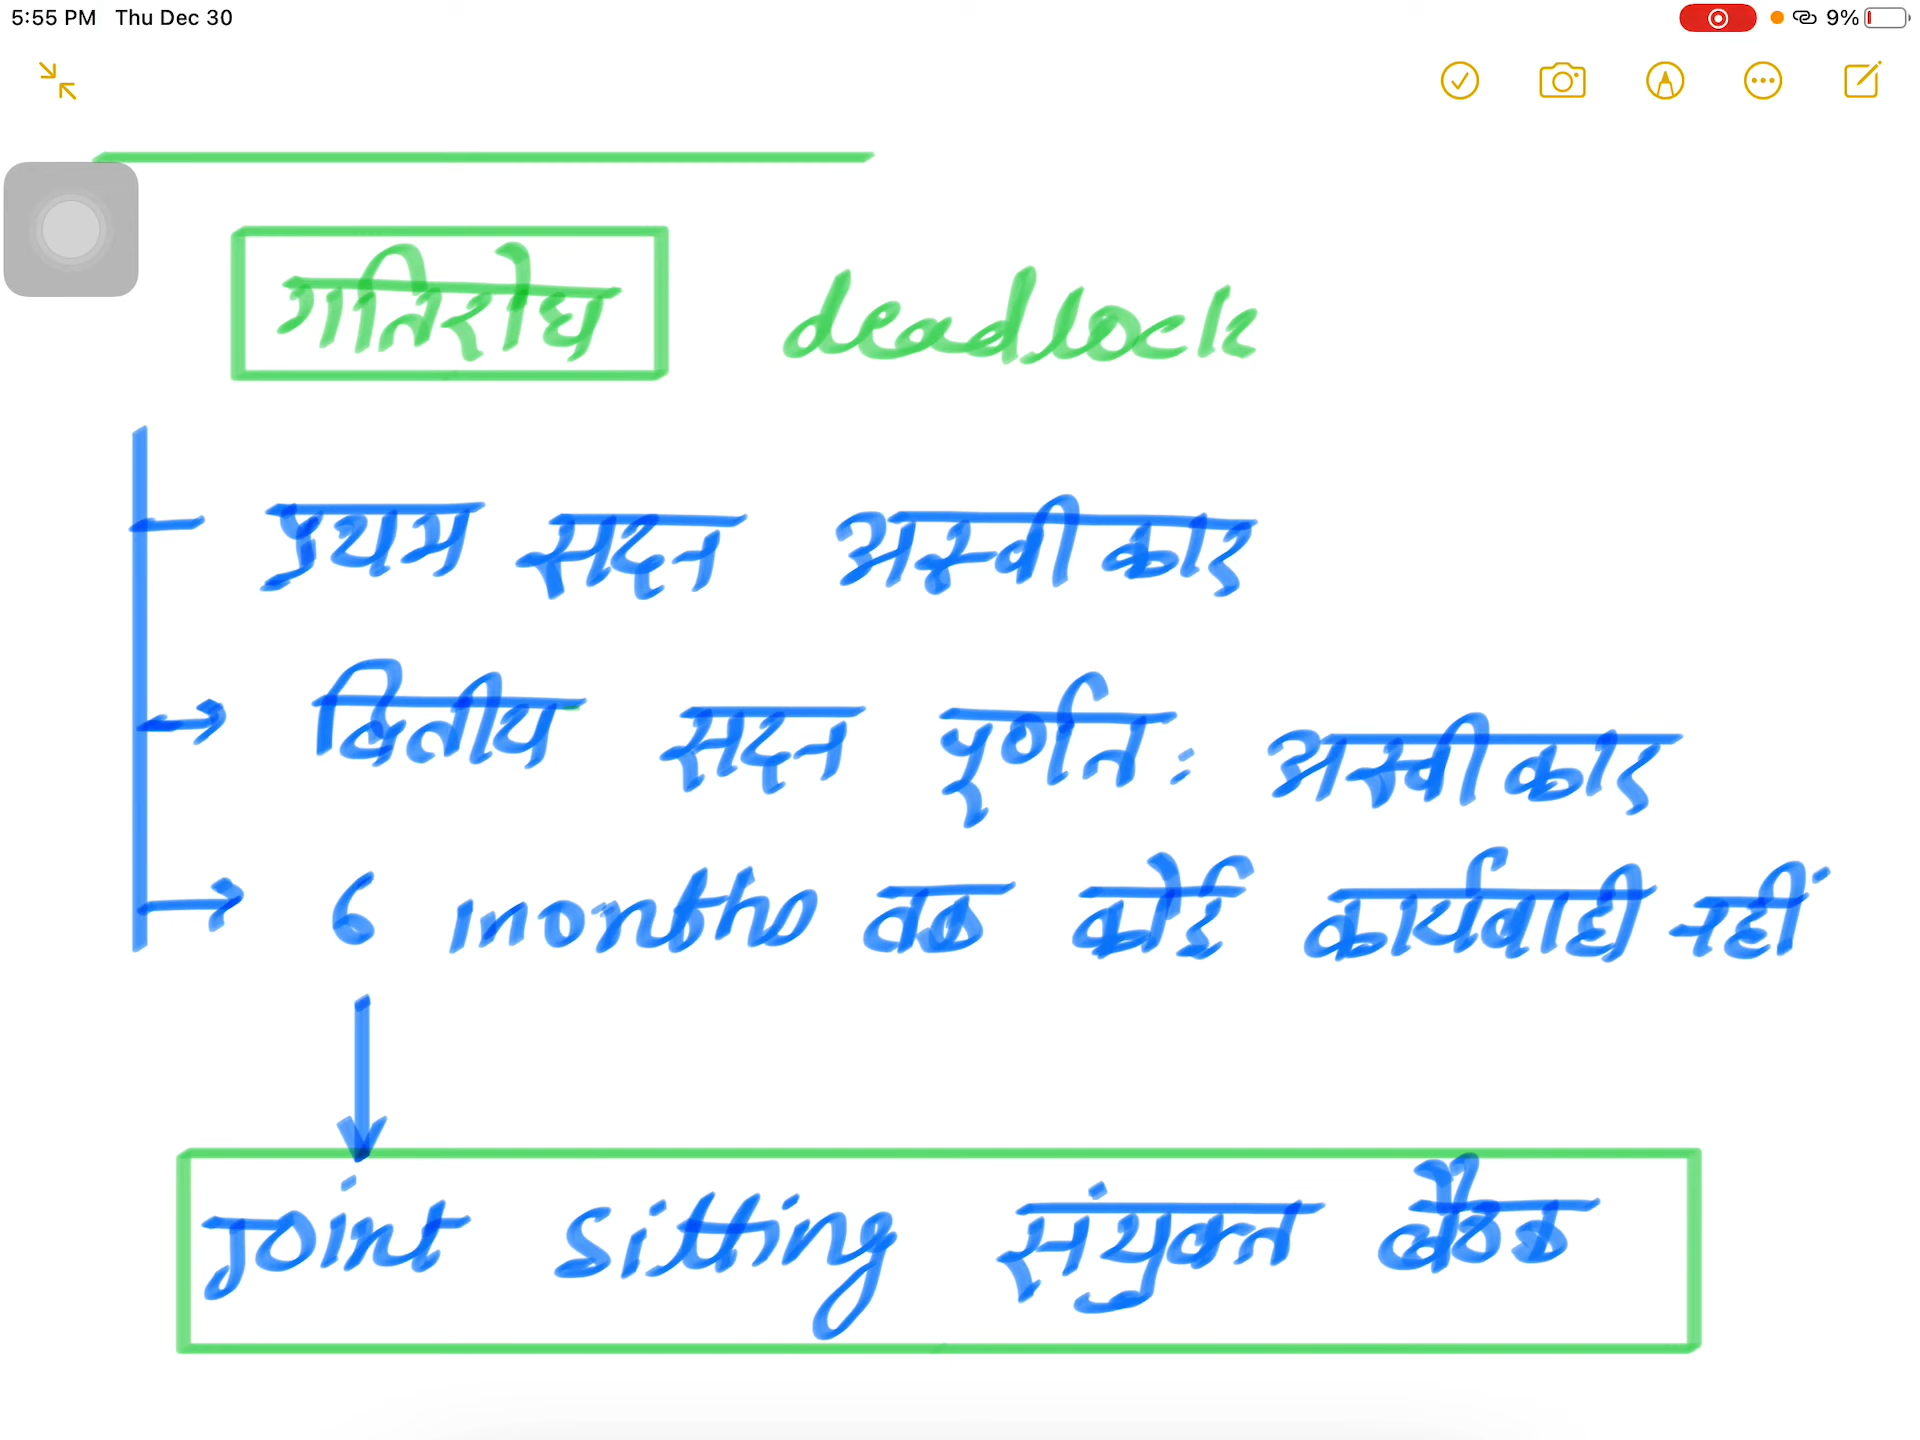 5:55 PM Thu Dec 30 9%
गतिरोध deadlock
प्रथम सदन अस्वीकार
द्वितीय सदन पूर्णत: अस्वीकार
6 months तक कोई कार्यवाही नहीं
Joint sitting संयुक्त बैठक